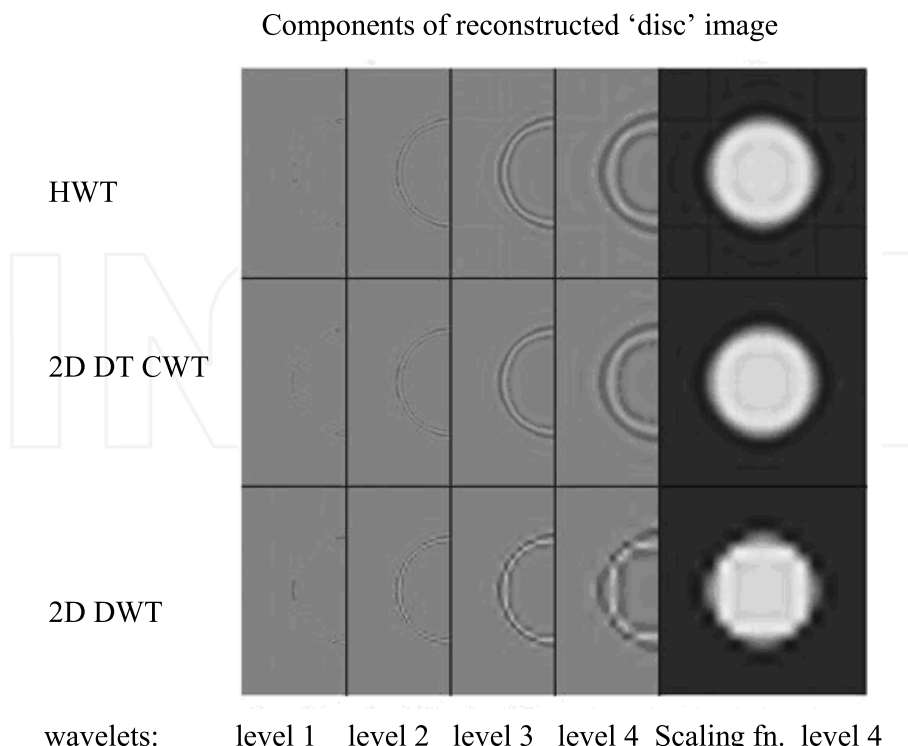 Components of reconstructed ‘disc’ image
HWT
2D DT CWT
2D DWT
wavelets: level 1 level 2 level 3 level 4 Scaling fn. level 4